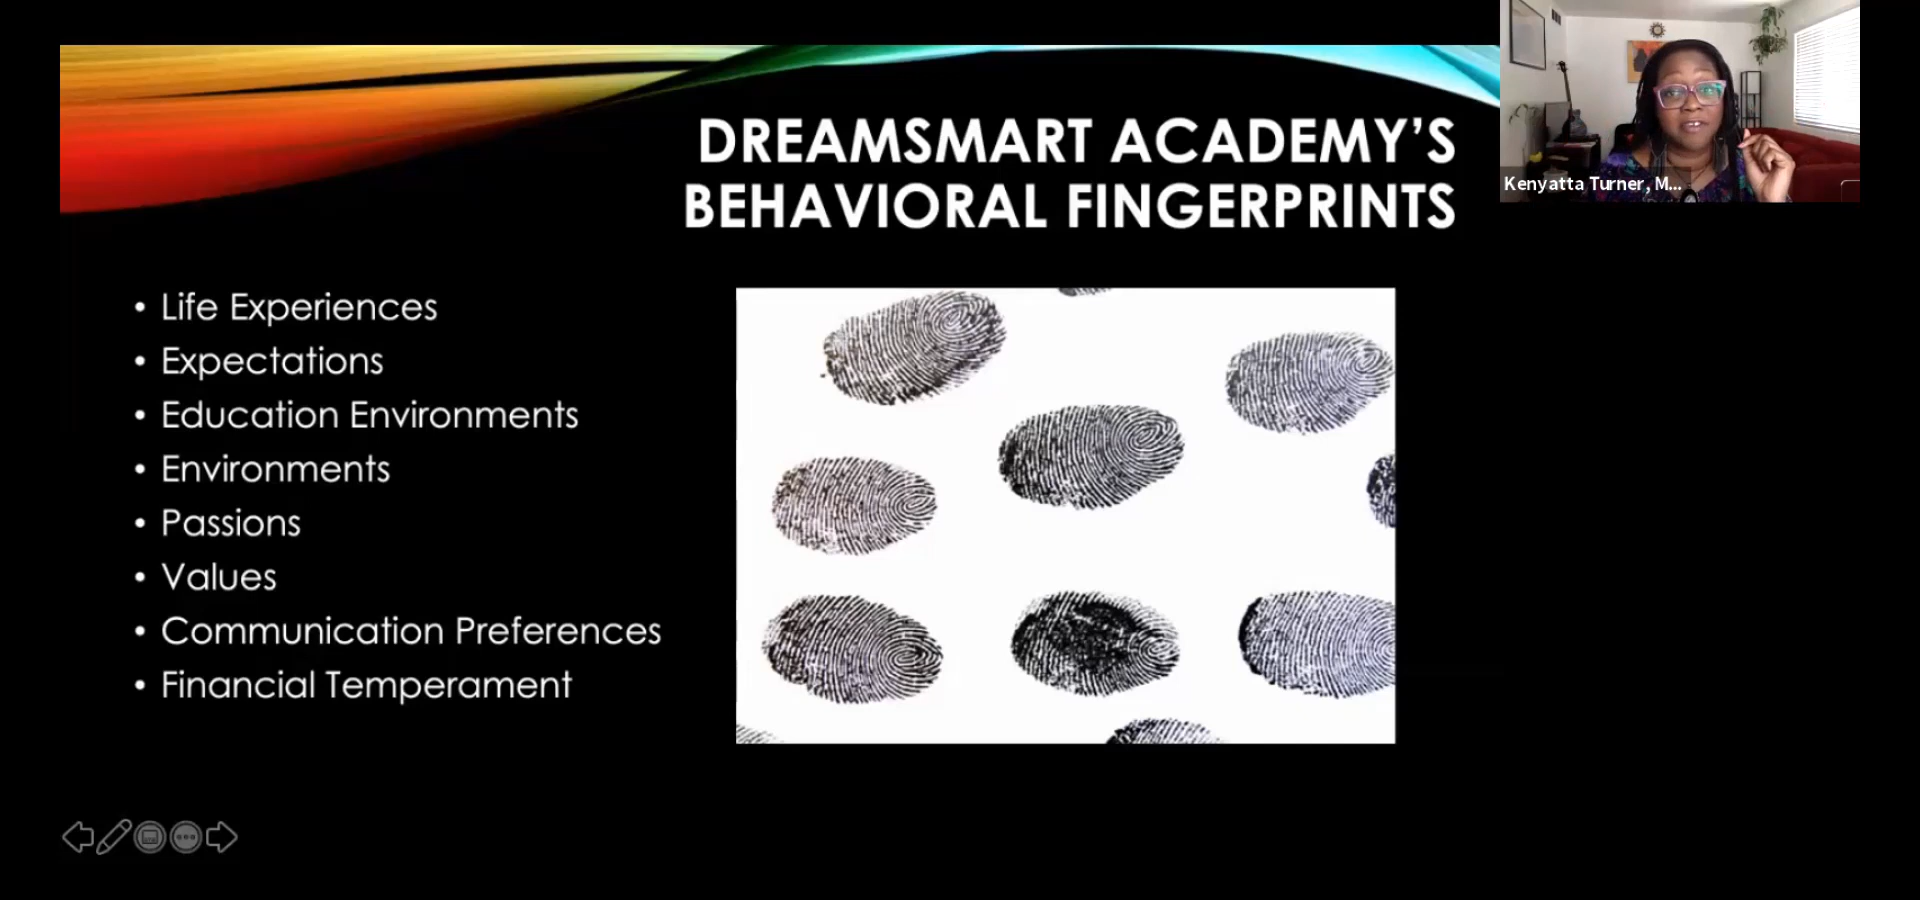 DREAMSMART ACADEMY’S
BEHAVIORAL FINGERPRINTS
Kenyatta Turner, M...
• Life Experiences
• Expectations
• Education Environments
• Environments
• Passions
• Values
• Communication Preferences
• Financial Temperament